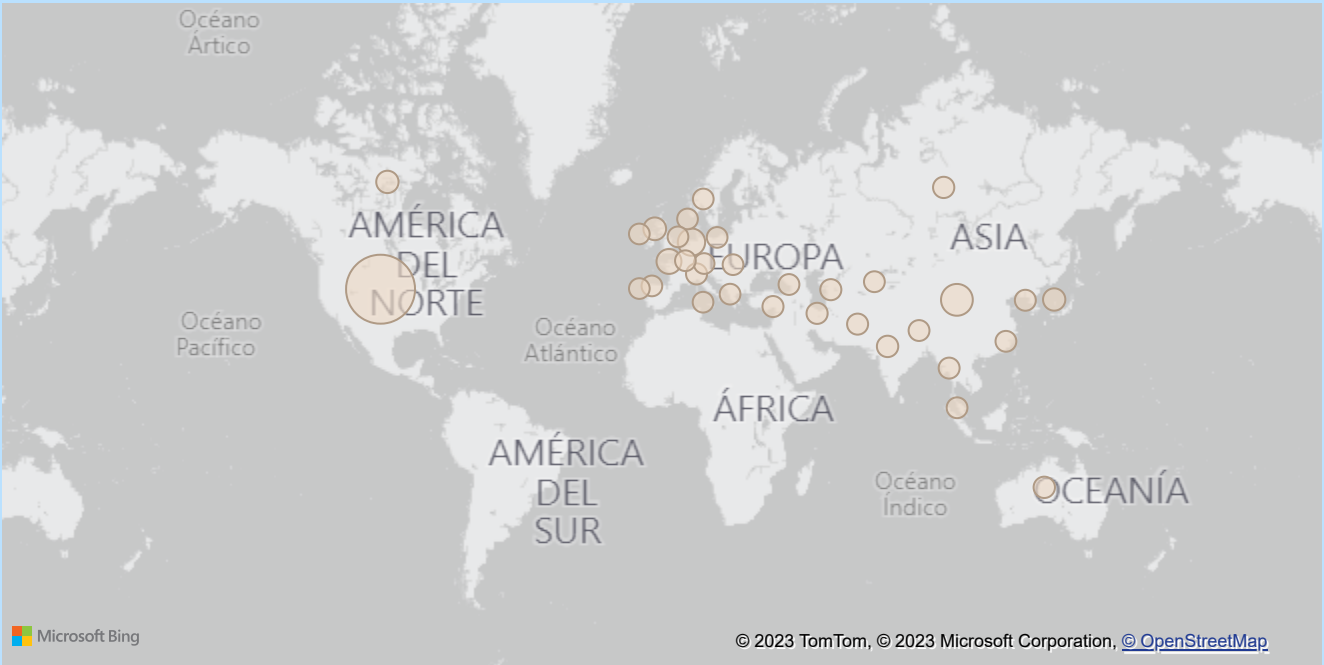 Océano
Ártico
AMÉRICA
DEL
NORTE
EUROPA
ASIA
Océano
Pacífico
Océano
Atlántico
ÁFRICA
AMÉRICA
DEL
SUR
Océano
Índico
OCEANÍA
Microsoft Bing
© 2023 TomTom, © 2023 Microsoft Corporation, © OpenStreetMap